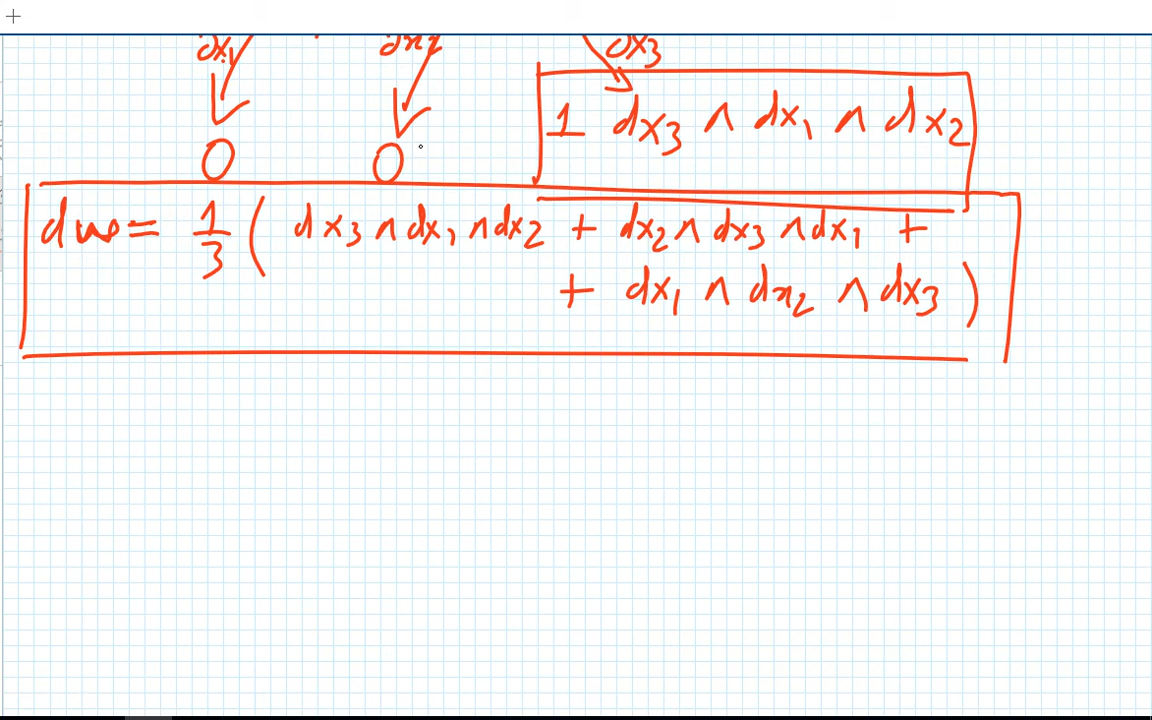 dx1 dx2 dx3
1 dx3 ∧ dx1 ∧ dx2
0 0
dω = 1/3 ( dx3 ∧ dx1 ∧ dx2 + dx2 ∧ dx3 ∧ dx1 +
+ dx1 ∧ dx2 ∧ dx3 )